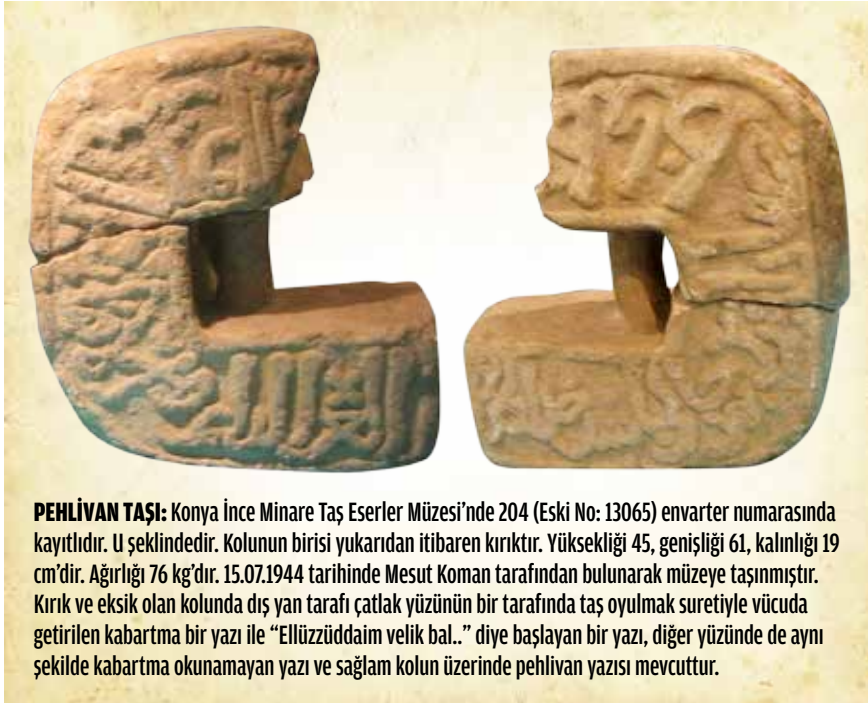 PEHLİVAN TAŞI: Konya İnce Minare Taş Eserler Müzesi’nde 204 (Eski No: 13065) envarter numarasında
kayıtlıdır. U şeklindedir. Kolunun birisi yukarıdan itibaren kırıktır. Yüksekliği 45, genişliği 61, kalınlığı 19
cm’dir. Ağırlığı 76 kg’dır. 15.07.1944 tarihinde Mesut Koman tarafından bulunarak müzeye taşınmıştır.
Kırık ve eksik olan kolunda dış yan tarafı çatlak yüzünün bir tarafında taş oyulmak suretiyle vücuda
getirilen kabartma bir yazı ile “Ellüzzüddaim velik bal..” diye başlayan bir yazı, diğer yüzünde de aynı
şekilde kabartma okunamayan yazı ve sağlam kolun üzerinde pehlivan yazısı mevcuttur.